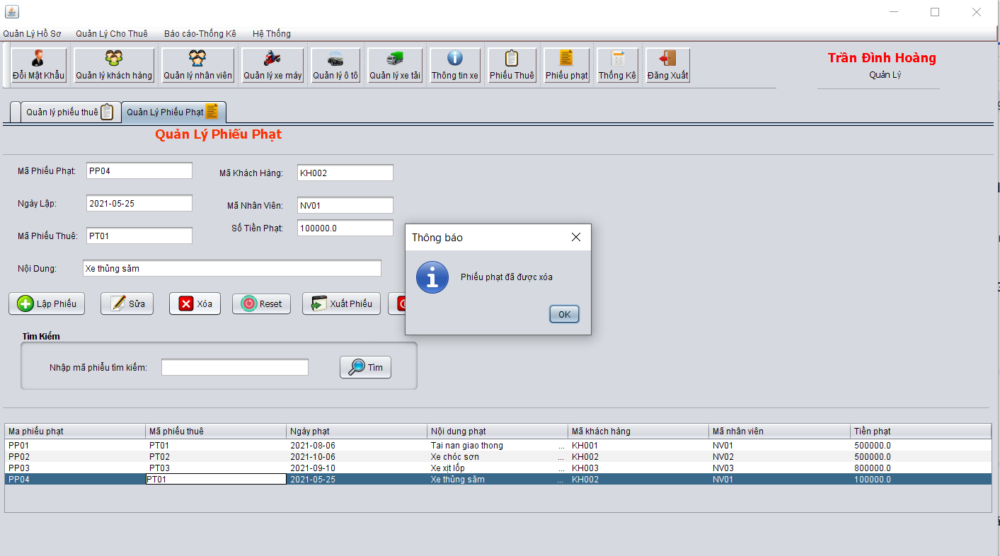 Quản Lý Hồ Sơ Quản Lý Cho Thuê Báo cáo-Thống Kê Hệ Thống
Đổi Mật Khẩu Quản lý khách hàng Quản lý nhân viên Quản lý xe máy Quản lý ô tô Quản lý xe tải Thông tin xe Phiếu Thuê Phiếu phạt Thống Kê Đăng Xuất
Trần Đình Hoàng
Quản Lý
Quản lý phiếu thuê Quản Lý Phiếu Phạt
Quản Lý Phiếu Phạt
Mã Phiếu Phạt: PP04 Mã Khách Hàng: KH002
Ngày Lập: 2021-05-25 Mã Nhân Viên: NV01
Số Tiền Phạt: 100000.0
Mã Phiếu Thuê: PT01
Nội Dung: Xe thủng săm
Thông báo
Phiếu phạt đã được xóa
OK
Lập Phiếu Sửa Xóa Reset Xuất Phiếu
Tìm Kiếm
Nhập mã phiểu tìm kiếm: Tìm
Ma phiếu phạt Mã phiếu thuê Ngày phạt Nội dung phạt Mã khách hàng Mã nhân viên Tiền phạt
PP01 PT01 2021-08-06 Tai nan giao thong ... KH001 NV01 500000.0
PP02 PT02 2021-10-06 Xe chóc sơn ... KH002 NV02 500000.0
PP03 PT03 2021-09-10 Xe xịt lốp ... KH003 NV03 800000.0
PP04 PT01 2021-05-25 Xe thủng săm ... KH002 NV01 100000.0